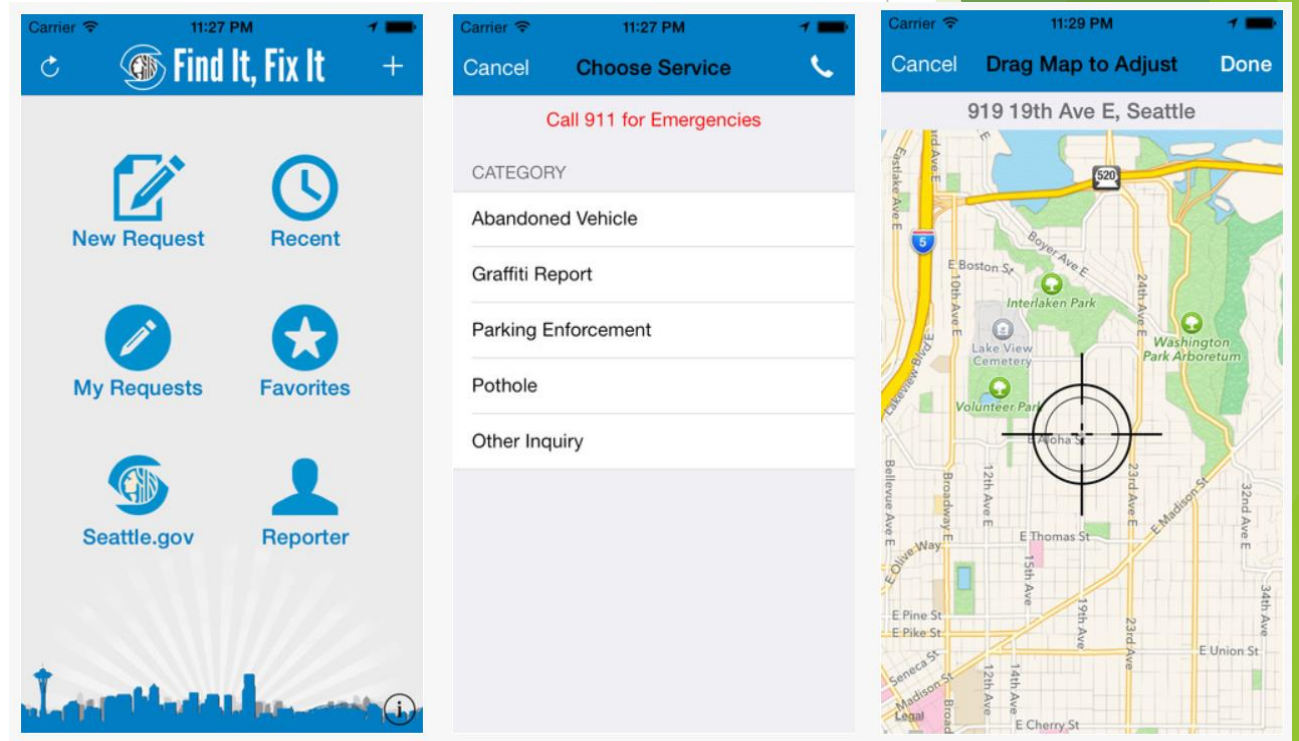 Carrier 11:27 PM
Find It, Fix It
New Request Recent
My Requests Favorites
Seattle.gov Reporter
Carrier 11:27 PM
Cancel Choose Service
Call 911 for Emergencies
CATEGORY
Abandoned Vehicle
Graffiti Report
Parking Enforcement
Pothole
Other Inquiry
Carrier 11:29 PM
Cancel Drag Map to Adjust Done
919 19th Ave E, Seattle
Eastlake Ave E
520
5
Boyer Ave E
E Boston St
10th Ave E
24th Ave E
Interlaken Park
Lake View
Cemetery
Washington
Park Arboretum
Lakeview Blvd E
Volunteer Park
E Aloha St
Bellevue Ave E
Broadway E
12th Ave E
23rd Ave E
E Madison St
32nd Ave E
E Thomas St
E Olive Way
15th Ave
19th Ave
34th Ave
E Pine St
E Pike St
23rd Ave
E Union St
Seneca St
Madison St
12th Ave
14th Ave
Broad
Legal
E Cherry St